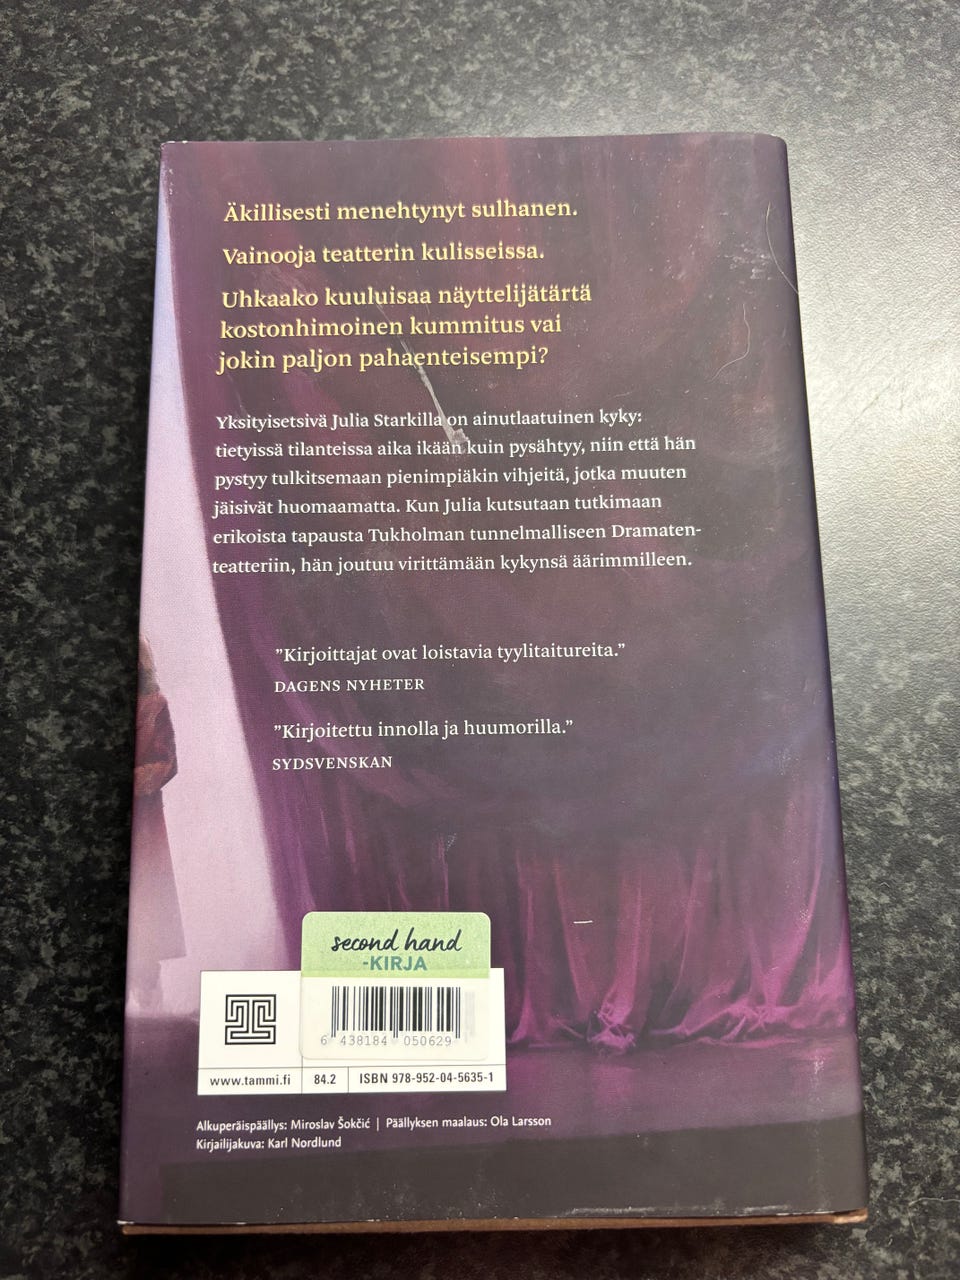 Äkillisesti menehtynyt sulhanen.
Vainooja teatterin kulisseissa.
Uhkaako kuuluisaa näyttelijätärtä
kostonhimoinen kummitus vai
jokin paljon pahaenteisempi?
Yksityisetsivä Julia Starkilla on ainutlaatuinen kyky:
tietyissä tilanteissa aika ikään kuin pysähtyy, niin että hän
pystyy tulkitsemaan pienimpiäkin vihjeitä, jotka muuten
jäisivät huomaamatta. Kun Julia kutsutaan tutkimaan
erikoista tapausta Tukholman tunnelmalliseen Dramaten-
teatteriin, hän joutuu virittämään kykynsä äärimmilleen.
”Kirjoittajat ovat loistavia tyylitaitureita.”
DAGENS NYHETER
”Kirjoitettu innolla ja huumorilla.”
SYDSVENSKAN
second hand
-KIRJA
6 438184 050629
www.tammi.fi 84.2 ISBN 978-952-04-5635-1
Alkuperäispäällys: Miroslav Šokčić | Päällyksen maalaus: Ola Larsson
Kirjailijakuva: Karl Nordlund